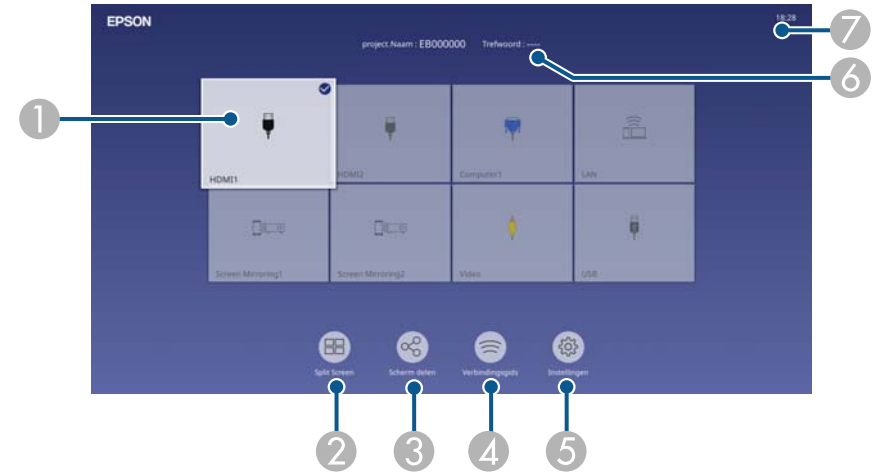 EPSON
18:28
7
project.Naam : EB000000 Trefwoord : ----
6
1
HDMI1
HDMI2
Computer1
LAN
Screen Mirroring1
Screen Mirroring2
Video
USB
Split Screen
Scherm delen
Verbindingsgids
Instellingen
2
3
4
5